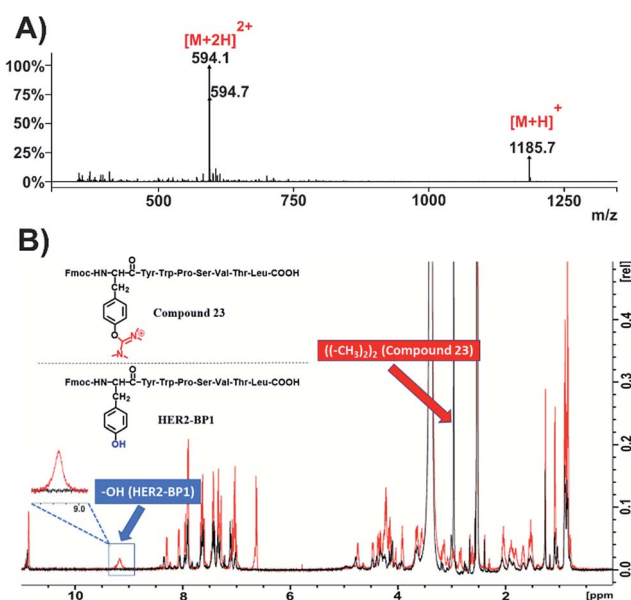 A)
[M+2H]2+
594.1
594.7
[M+H]+
1185.7
100%
75%
50%
25%
0%
500
750
1000
1250
m/z
B)
Fmoc-HN-CH-C-Tyr-Trp-Pro-Ser-Val-Thr-Leu-COOH
O
CH2
Compound 23
O
N
⊕
N
Fmoc-HN-CH-C-Tyr-Trp-Pro-Ser-Val-Thr-Leu-COOH
O
CH2
HER2-BP1
OH
((-CH3)2)2 (Compound 23)
-OH (HER2-BP1)
9.0
[rel]
0.4
0.3
0.2
0.1
0.0
10
8
6
4
2
[ppm]